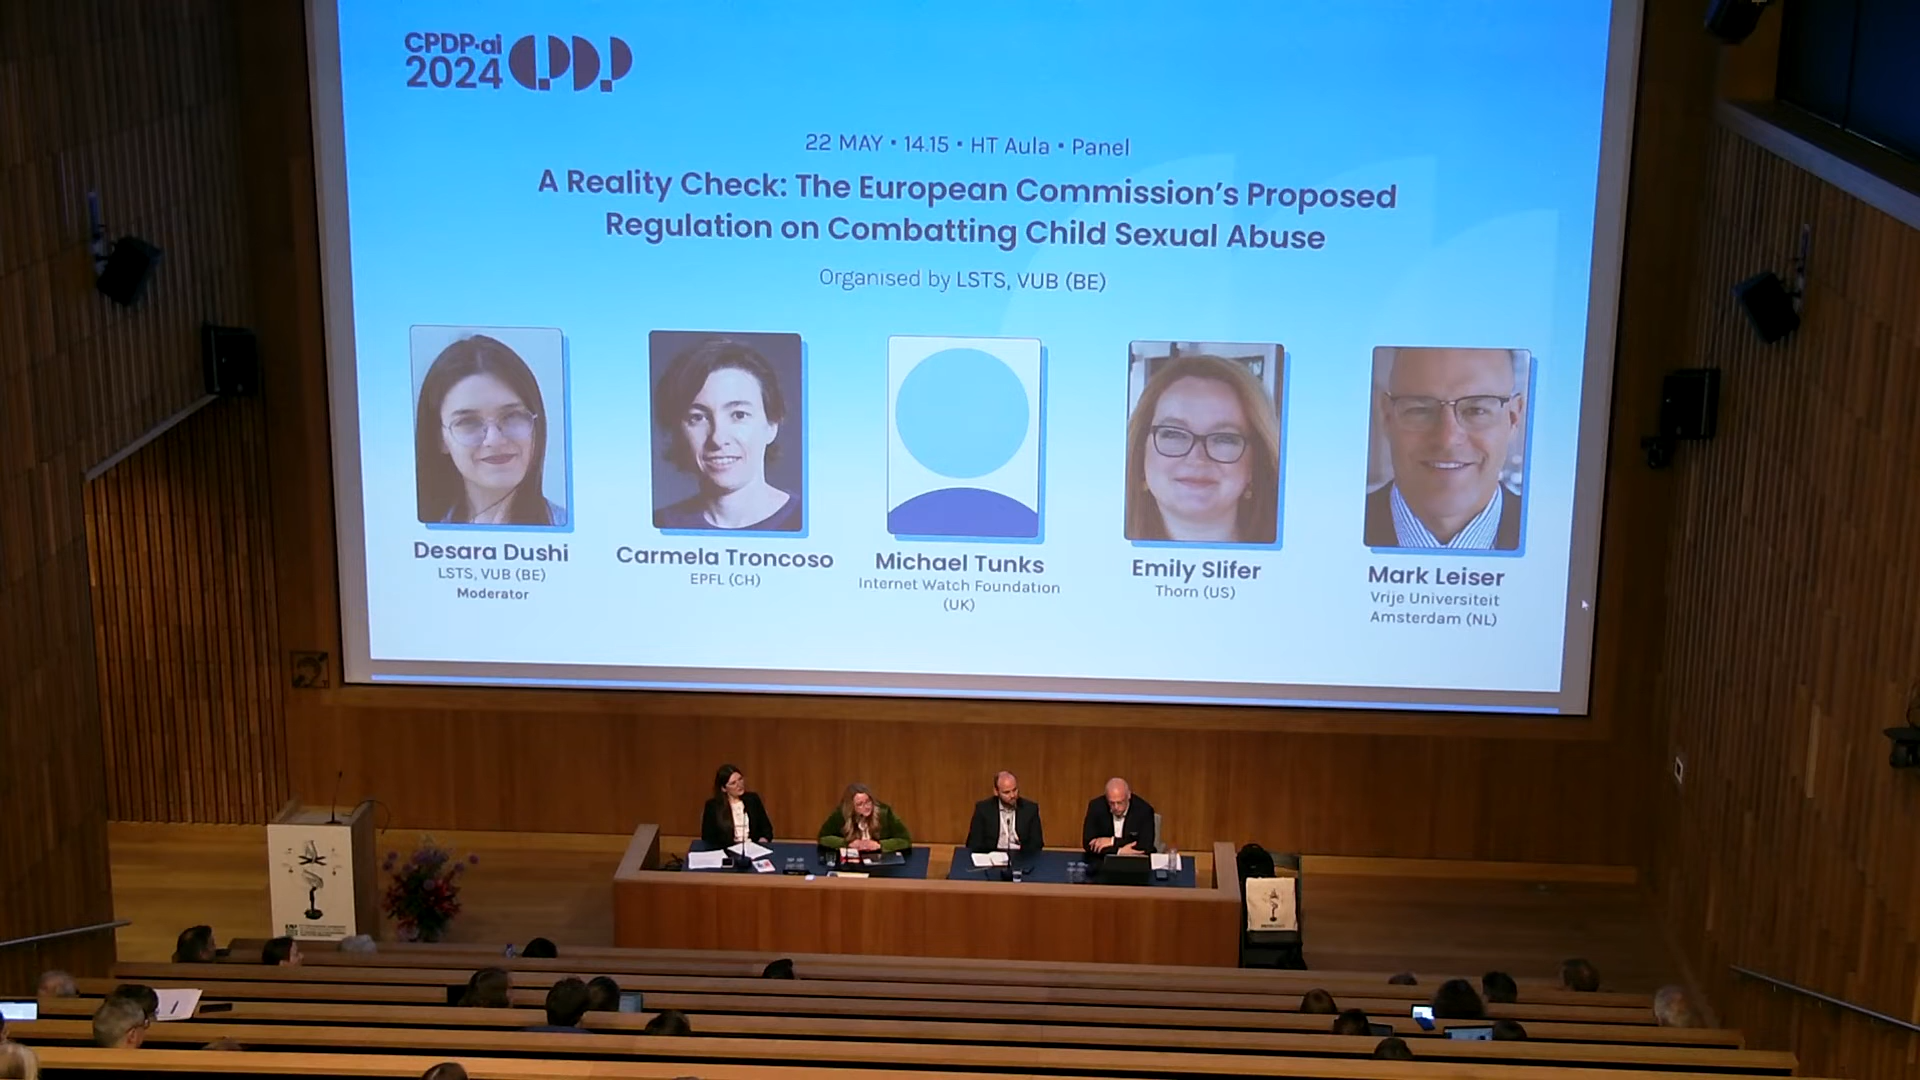 CPDP.ai
2024
22 MAY • 14.15 • HT Aula • Panel
A Reality Check: The European Commission's Proposed
Regulation on Combatting Child Sexual Abuse
Organised by LSTS, VUB (BE)
Desara Dushi
LSTS, VUB (BE)
Moderator
Carmela Troncoso
EPFL (CH)
Michael Tunks
Internet Watch Foundation
(UK)
Emily Slifer
Thorn (US)
Mark Leiser
Vrije Universiteit
Amsterdam (NL)